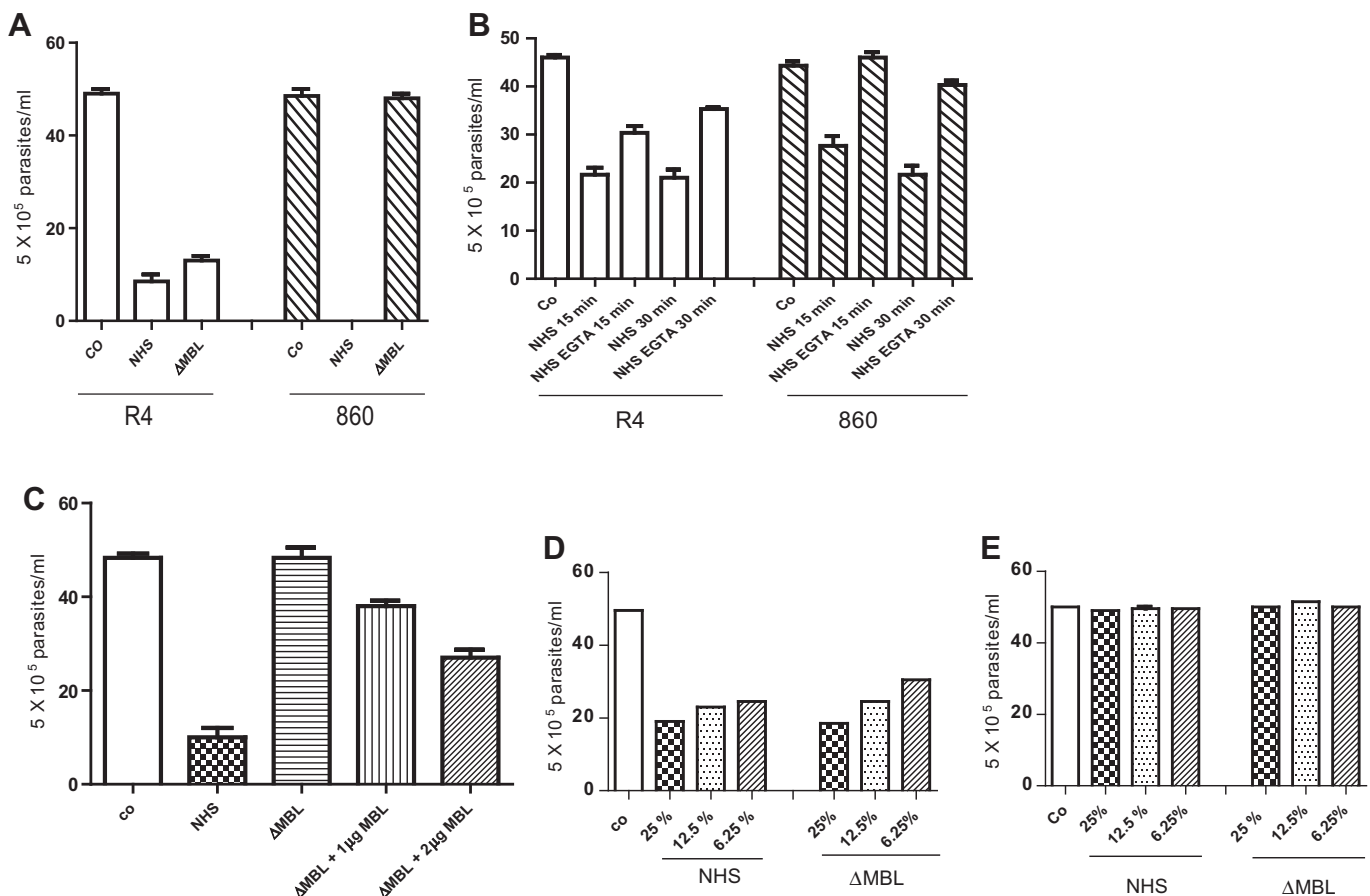 A
5 X 10⁵ parasites/ml
60
40
20
0
CO
NHS
ΔMBL
Co
NHS
ΔMBL
R4
860
B
5 X 10⁵ parasites/ml
50
40
30
20
10
0
Co
NHS 15 min
NHS EGTA 15 min
NHS 30 min
NHS EGTA 30 min
Co
NHS 15 min
NHS EGTA 15 min
NHS 30 min
NHS EGTA 30 min
R4
860
C
5 X 10⁵ parasites/ml
60
40
20
0
co
NHS
ΔMBL
ΔMBL + 1µg MBL
ΔMBL + 2µg MBL
D
5 X 10⁵ parasites/ml
60
40
20
0
co
25 %
12.5 %
6.25 %
25%
12.5%
6.25%
NHS
ΔMBL
E
5 X 10⁵ parasites/ml
60
40
20
0
Co
25%
12.5 %
6.25%
25 %
12.5%
6.25%
NHS
ΔMBL